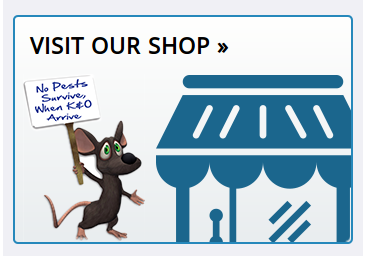 VISIT OUR SHOP »
No Pests
Survive,
When K&O
Arrive